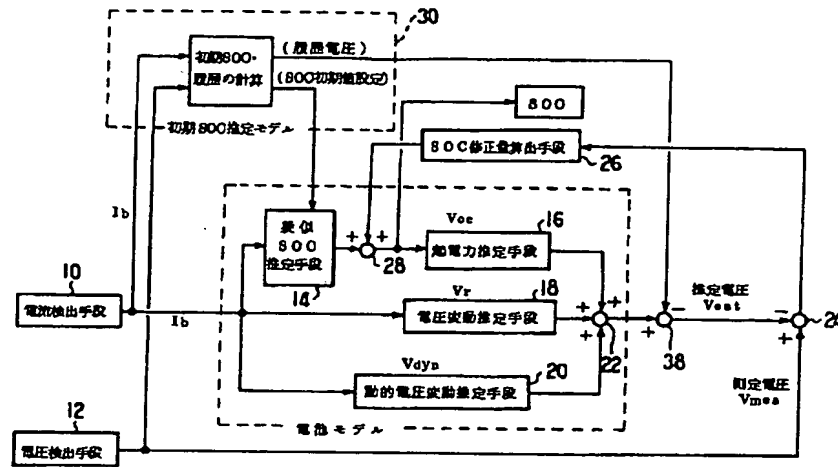 30
(履歴電圧)
初期SOC・
履歴の計算
(SOC初期値設定)
初期SOC推定モデル
SOC
SOC修正量算出手段
26
Ib
疑似
SOC
推定手段
14
+
+
28
Voc
16
起電力推定手段
10
電流検出手段
Ib
Vr
18
電圧変動推定手段
+
+
+
22
+
-
38
推定電圧
Vest
-
+
Vdyn
20
動的電圧変動推定手段
電池モデル
測定電圧
Vmes
12
電圧検出手段